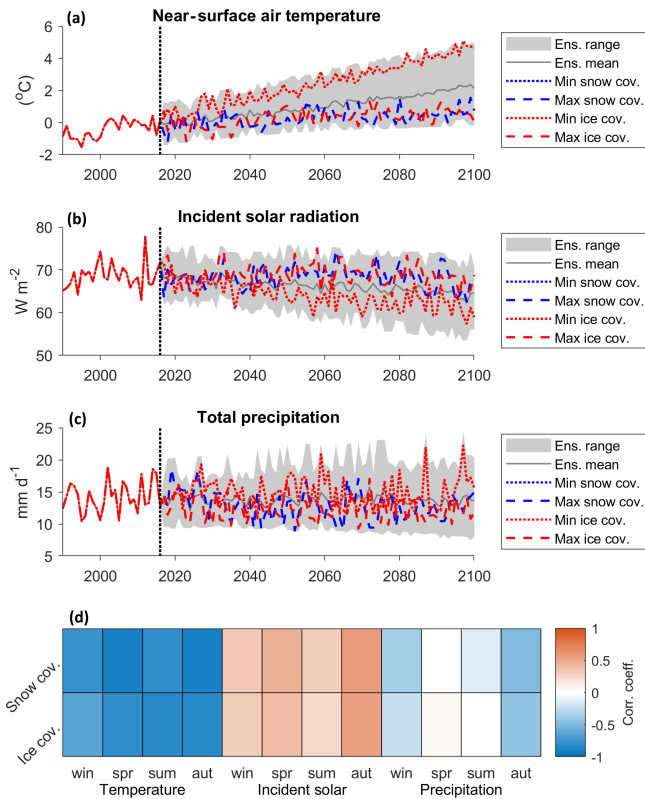 (a) Near-surface air temperature
(°C)
6
4
2
0
-2
2000 2020 2040 2060 2080 2100
Ens. range
Ens. mean
Min snow cov.
Max snow cov.
Min ice cov.
Max ice cov.
(b) Incident solar radiation
W m-2
80
70
60
50
2000 2020 2040 2060 2080 2100
Ens. range
Ens. mean
Min snow cov.
Max snow cov.
Min ice cov.
Max ice cov.
(c) Total precipitation
mm d-1
25
20
15
10
5
2000 2020 2040 2060 2080 2100
Ens. range
Ens. mean
Min snow cov.
Max snow cov.
Min ice cov.
Max ice cov.
(d)
Snow cov.
Ice cov.
win spr sum aut win spr sum aut win spr sum aut
Temperature Incident solar Precipitation
1
0.5
0
-0.5
-1
Corr. coeff.